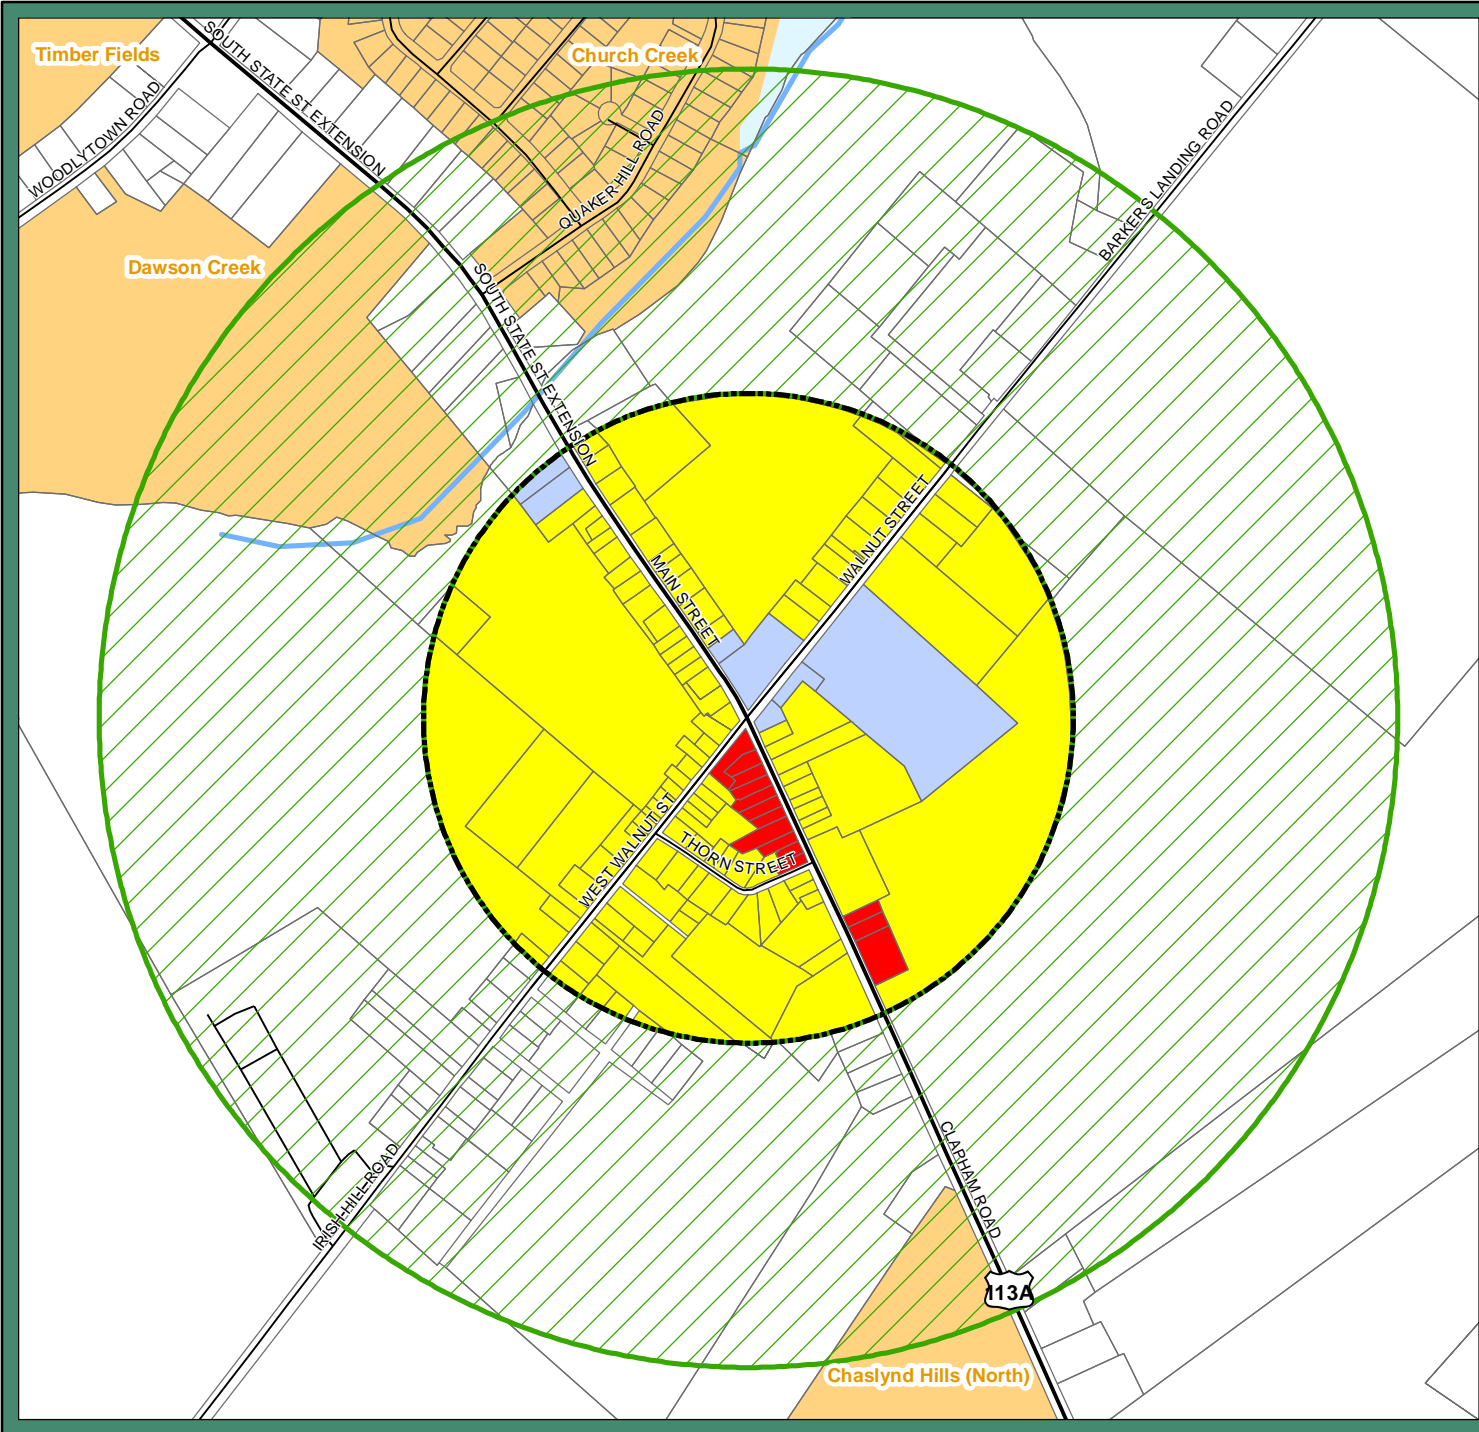 Timber Fields
SOUTH STATE ST EXTENSION
Church Creek
WOODLYTOWN ROAD
QUAKER HILL ROAD
BARKERS LANDING ROAD
Dawson Creek
SOUTH STATE ST EXTENSION
WALNUT STREET
MAIN STREET
WEST WALNUT ST
THORN STREET
IRISH HILL ROAD
CLAPHAM ROAD
113A
Chaslynd Hills (North)